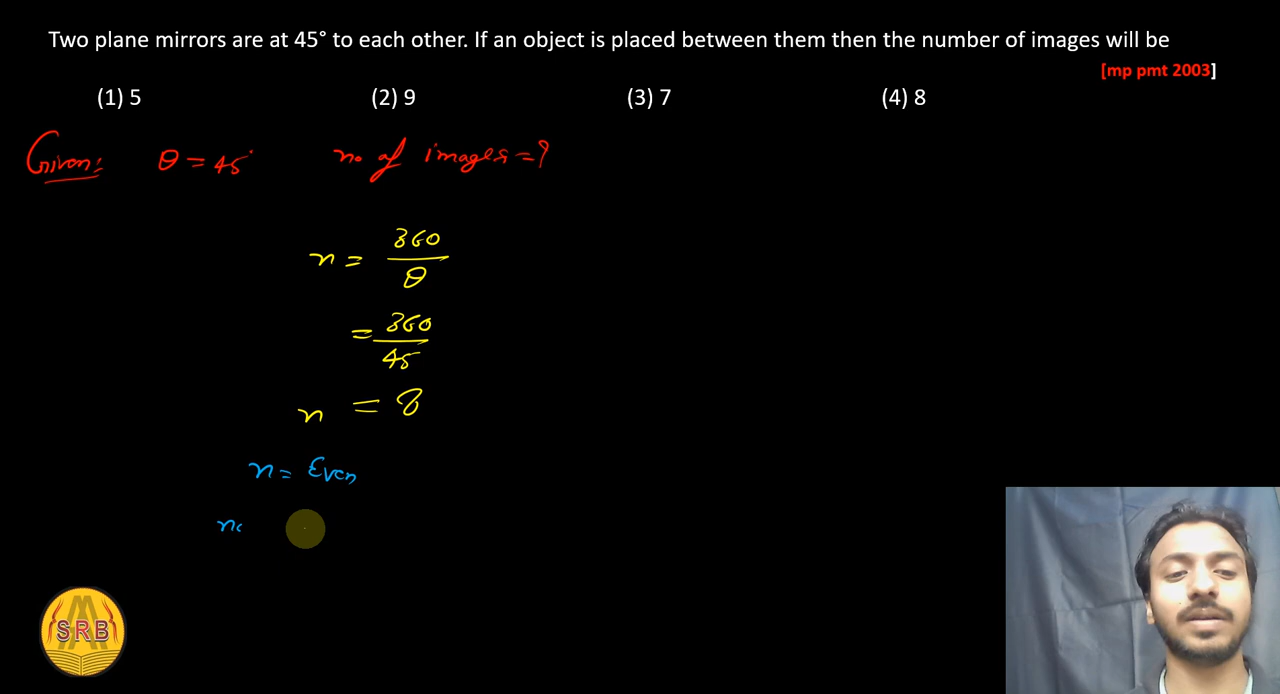 Two plane mirrors are at 45° to each other. If an object is placed between them then the number of images will be
[mp pmt 2003]
(1) 5 (2) 9 (3) 7 (4) 8
Given: θ = 45° no of images = ?
n = 360/θ
= 360/45
n = 8
n = Even
no
SRB